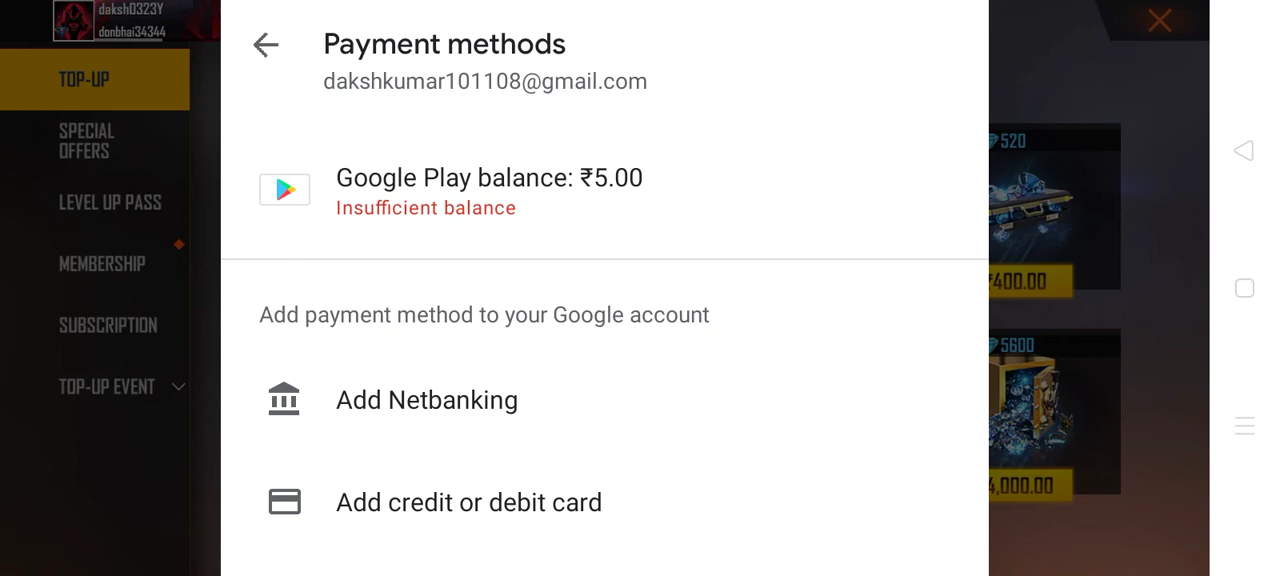 daksh0323Y
donbhai34344
TOP-UP
SPECIAL
OFFERS
LEVEL UP PASS
MEMBERSHIP
SUBSCRIPTION
TOP-UP EVENT
Payment methods
dakshkumar101108@gmail.com
Google Play balance: ₹5.00
Insufficient balance
Add payment method to your Google account
Add Netbanking
Add credit or debit card
520
₹400.00
5600
4,000.00